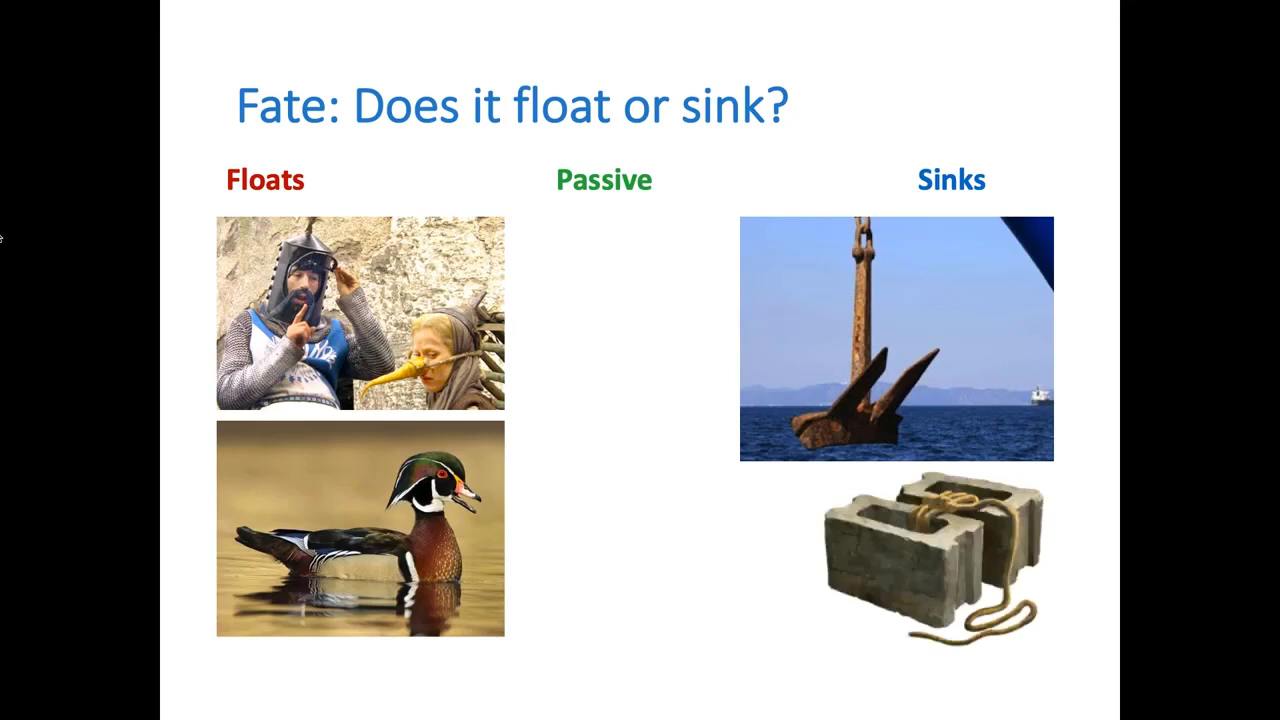 Fate: Does it float or sink?
Floats
Passive
Sinks